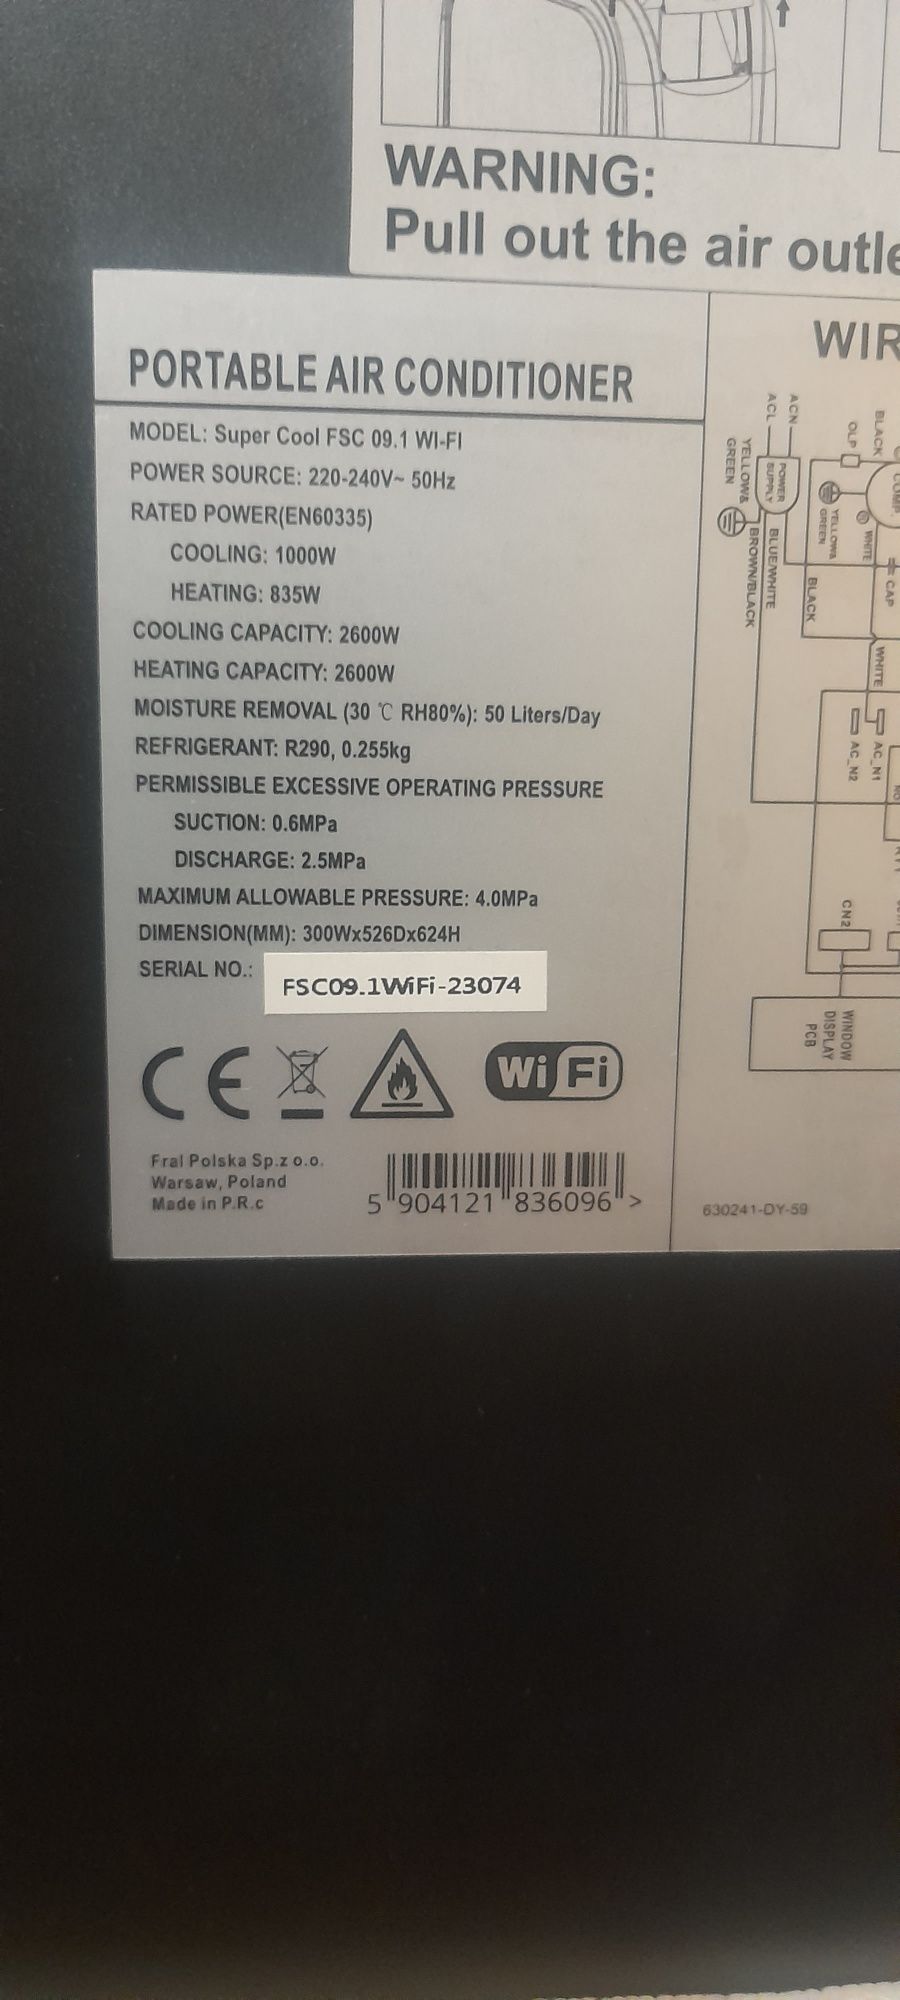 WARNING:
Pull out the air
PORTABLE AIR CONDITIONER
MODEL: Super Cool FSC 09.1 WI-FI
POWER SOURCE: 220-240V~ 50Hz
RATED POWER(EN60335)
COOLING: 1000W
HEATING: 835W
COOLING CAPACITY: 2600W
HEATING CAPACITY: 2600W
MOISTURE REMOVAL (30 ℃ RH80%): 50 Liters/Day
REFRIGERANT: R290, 0.255kg
PERMISSIBLE EXCESSIVE OPERATING PRESSURE
SUCTION: 0.6MPa
DISCHARGE: 2.5MPa
MAXIMUM ALLOWABLE PRESSURE: 4.0MPa
DIMENSION(MM): 300Wx526Dx624H
SERIAL NO.: FSC09.1WiFi-23074
CE
Wi Fi
Fral Polska Sp.z o.o.
Warsaw, Poland
Made in P.R.c
5 904121 836096 >
ACN
ACL
POWER
SUPPLY
YELLOW&
GREEN
BLUE/WHITE
BROWN/BLACK
BLACK
OLP
COMP.
YELLOW&
GREEN
WHITE
CAP
BLACK
WHITE
AC_N1
AC_N2
CN2
WINDOW
DISPLAY
PCB
630241-DY-59